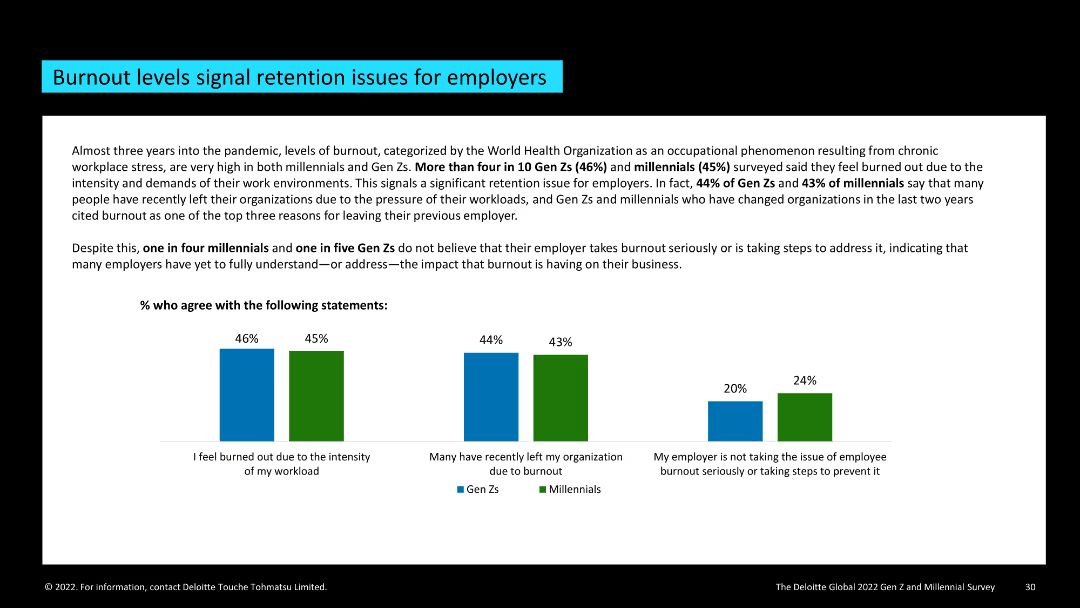 Burnout levels signal retention issues for employers
Almost three years into the pandemic, levels of burnout, categorized by the World Health Organization as an occupational phenomenon resulting from chronic
workplace stress, are very high in both millennials and Gen Zs. More than four in 10 Gen Zs (46%) and millennials (45%) surveyed said they feel burned out due to the
intensity and demands of their work environments. This signals a significant retention issue for employers. In fact, 44% of Gen Zs and 43% of millennials say that many
people have recently left their organizations due to the pressure of their workloads, and Gen Zs and millennials who have changed organizations in the last two years
cited burnout as one of the top three reasons for leaving their previous employer.
Despite this, one in four millennials and one in five Gen Zs do not believe that their employer takes burnout seriously or is taking steps to address it, indicating that
many employers have yet to fully understand—or address—the impact that burnout is having on their business.
% who agree with the following statements:
46% 45% 44% 43% 20% 24%
I feel burned out due to the intensity
of my workload
Many have recently left my organization
due to burnout
My employer is not taking the issue of employee
burnout seriously or taking steps to prevent it
Gen Zs Millennials
© 2022. For information, contact Deloitte Touche Tohmatsu Limited.
The Deloitte Global 2022 Gen Z and Millennial Survey 30